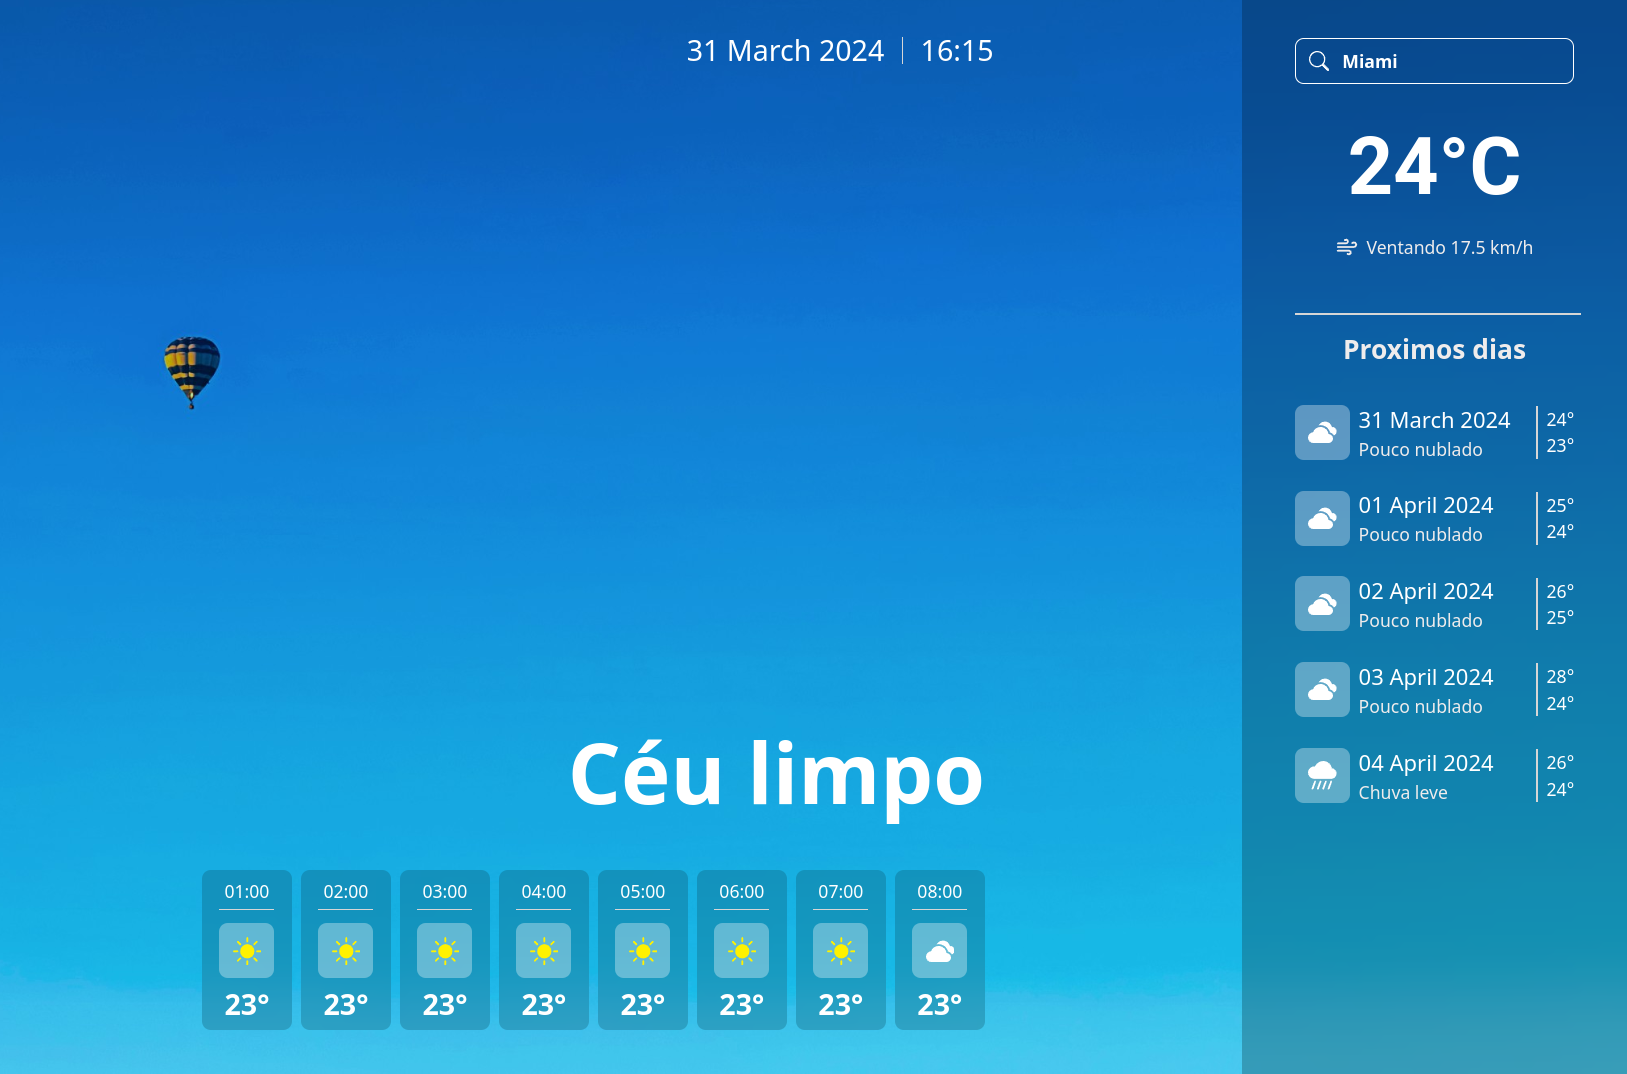 31 March 2024 | 16:15
Miami
24°C
Ventando 17.5 km/h
Proximos dias
31 March 2024
Pouco nublado
24°
23°
01 April 2024
Pouco nublado
25°
24°
02 April 2024
Pouco nublado
26°
25°
03 April 2024
Pouco nublado
28°
24°
04 April 2024
Chuva leve
26°
24°
Céu limpo
01:00 02:00 03:00 04:00 05:00 06:00 07:00 08:00
23° 23° 23° 23° 23° 23° 23° 23°